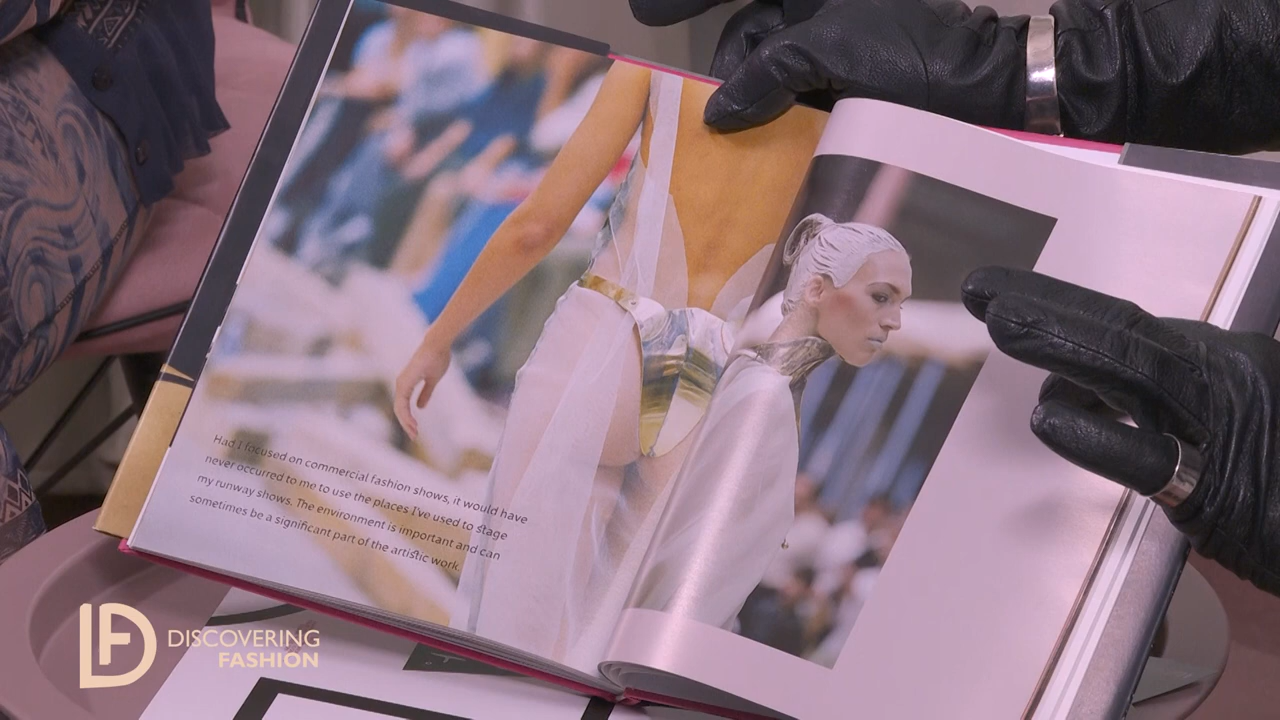 Had I focused on commercial fashion shows, it would have
never occurred to me to use the places I've used to stage
my runway shows. The environment is important and can
sometimes be a significant part of the artistic work.
DF
DISCOVERING
FASHION